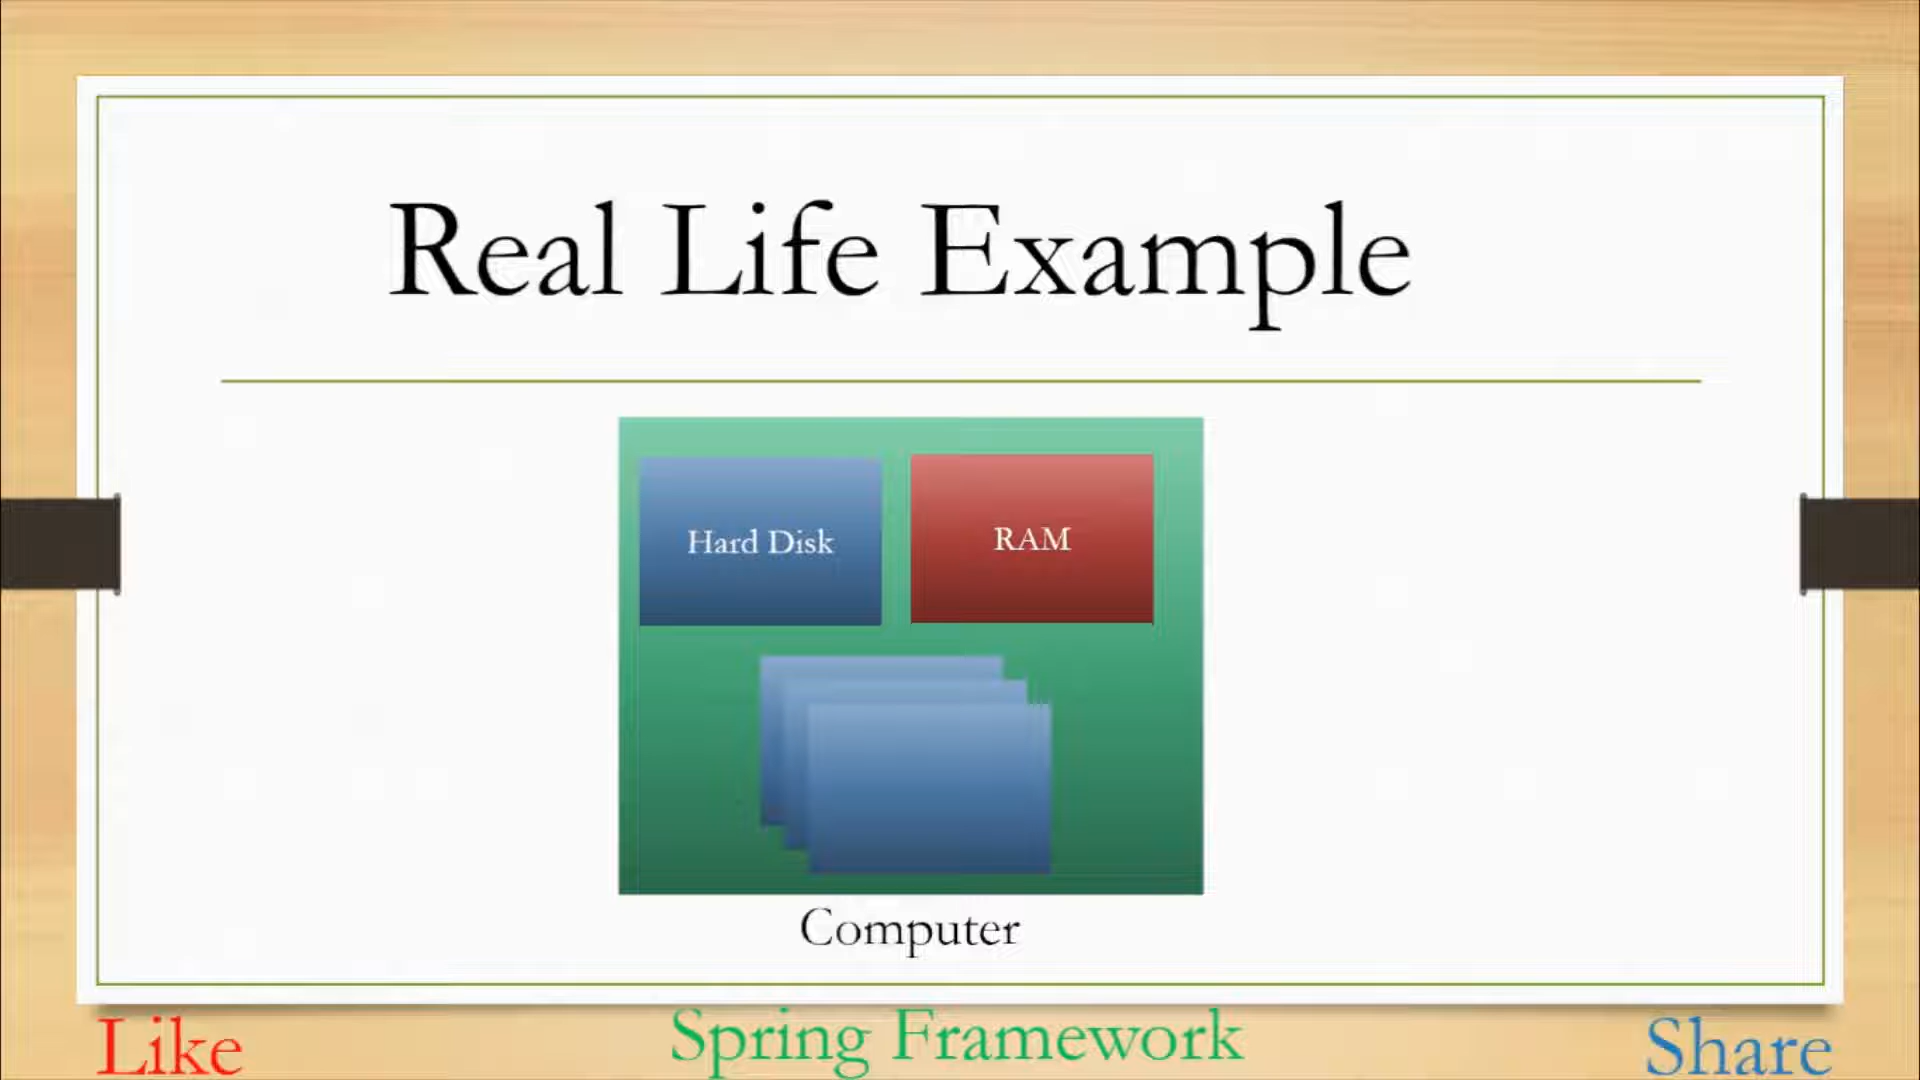 Real Life Example
Hard Disk
RAM
Computer
Like
Spring Framework
Share